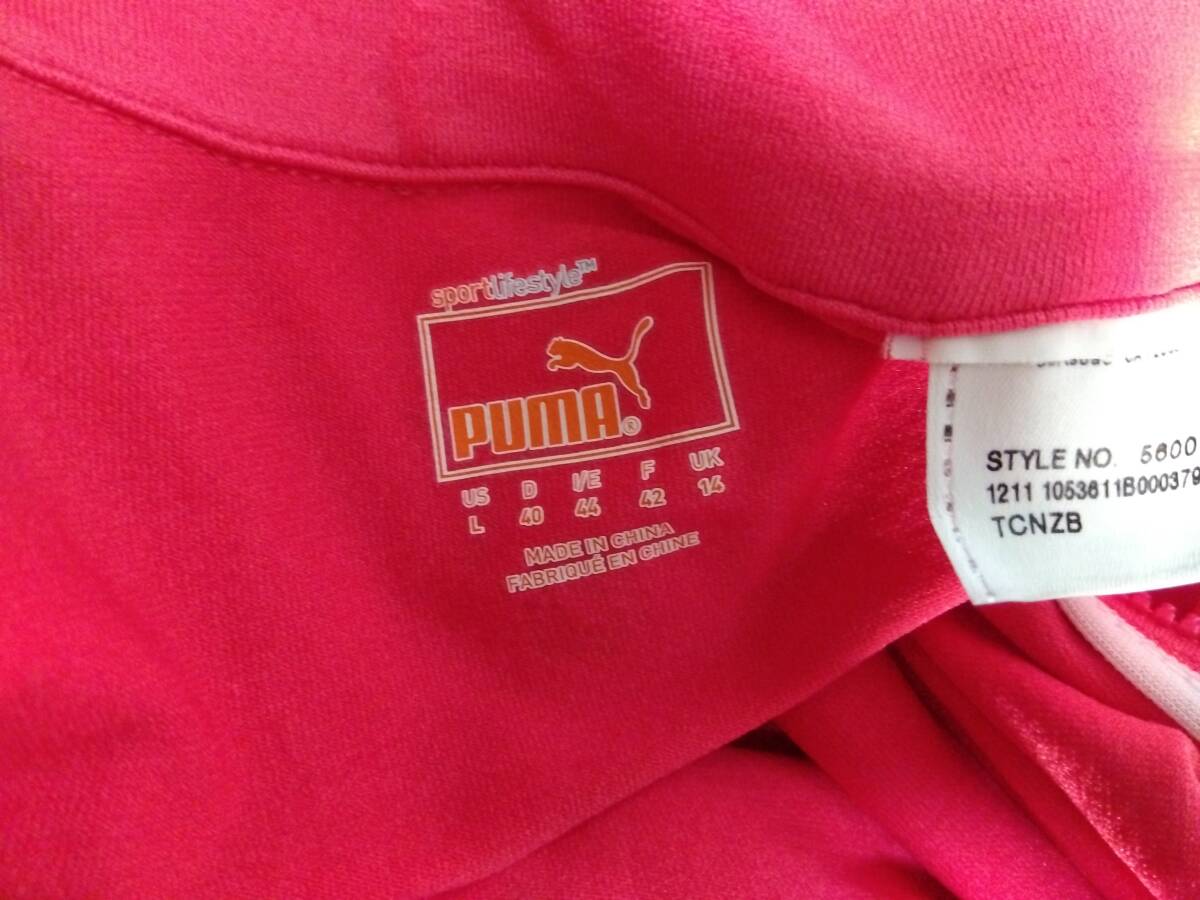 sportlifestyle™
PUMA®
US D I/E F UK
L 40 44 42 14
MADE IN CHINA
FABRIQUÉ EN CHINE
STYLE NO. 5600
1211 1053611B000379
TCNZB